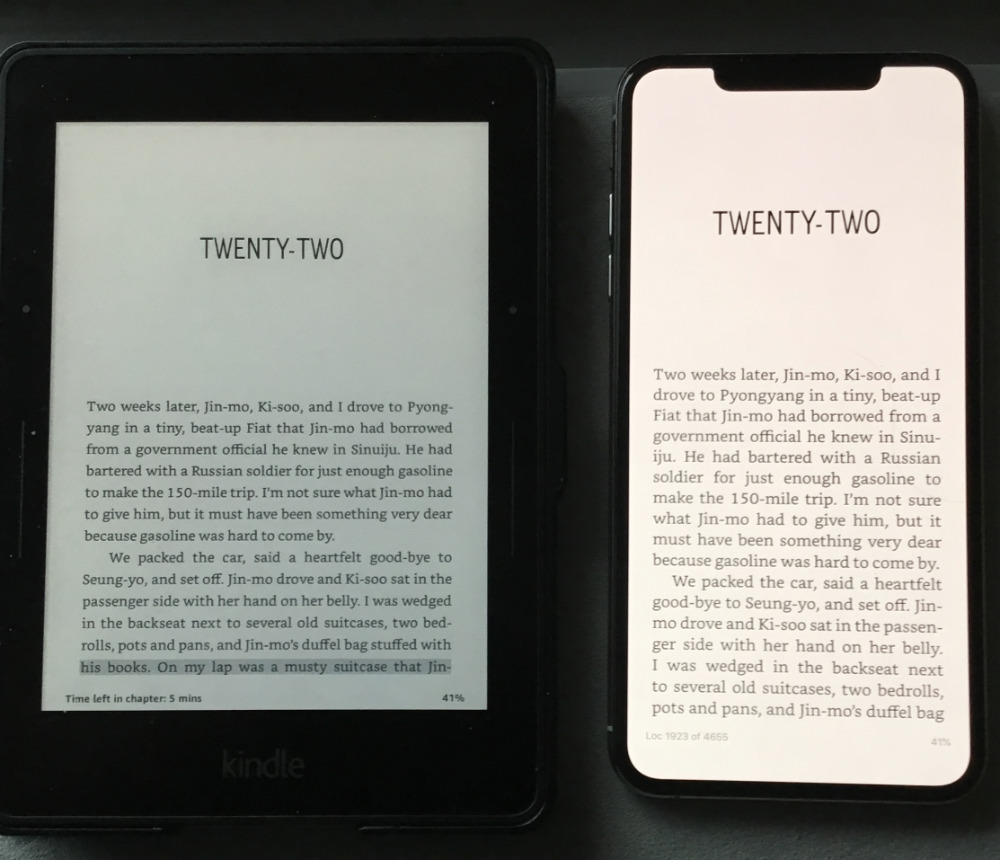 TWENTY-TWO
Two weeks later, Jin-mo, Ki-soo, and I drove to Pyong-
yang in a tiny, beat-up Fiat that Jin-mo had borrowed
from a government official he knew in Sinuiju. He had
bartered with a Russian soldier for just enough gasoline
to make the 150-mile trip. I'm not sure what Jin-mo had
to give him, but it must have been something very dear
because gasoline was hard to come by.
We packed the car, said a heartfelt good-bye to
Seung-yo, and set off. Jin-mo drove and Ki-soo sat in the
passenger side with her hand on her belly. I was wedged
in the backseat next to several old suitcases, two bed-
rolls, pots and pans, and Jin-mo's duffel bag stuffed with
his books. On my lap was a musty suitcase that Jin-
Time left in chapter: 5 mins 41%
kindle
TWENTY-TWO
Two weeks later, Jin-mo, Ki-soo, and I
drove to Pyongyang in a tiny, beat-up
Fiat that Jin-mo had borrowed from a
government official he knew in Sinu-
iju. He had bartered with a Russian
soldier for just enough gasoline to
make the 150-mile trip. I'm not sure
what Jin-mo had to give him, but it
must have been something very dear
because gasoline was hard to come by.
We packed the car, said a heartfelt
good-bye to Seung-yo, and set off. Jin-
mo drove and Ki-soo sat in the passen-
ger side with her hand on her belly.
I was wedged in the backseat next
to several old suitcases, two bedrolls,
pots and pans, and Jin-mo's duffel bag
Loc 1923 of 4655 41%